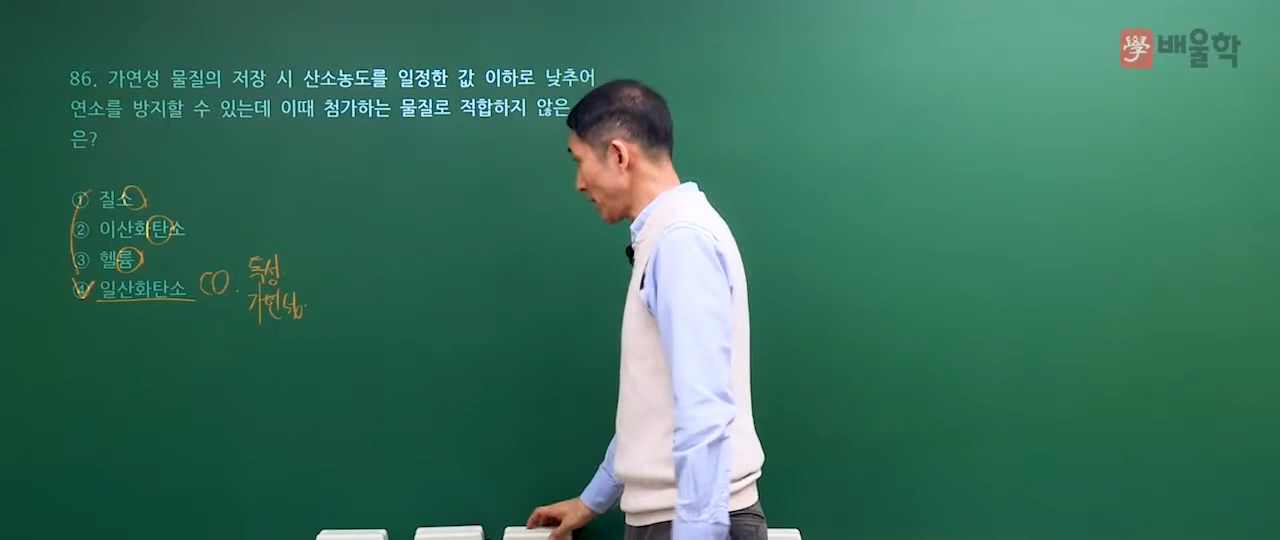 學 배울학
86. 가연성 물질의 저장 시 산소농도를 일정한 값 이하로 낮추어
연소를 방지할 수 있는데 이때 첨가하는 물질로 적합하지 않은
은?
① 질소
② 이산화탄소
③ 헬륨
④ 일산화탄소 CO. 독성
가연성